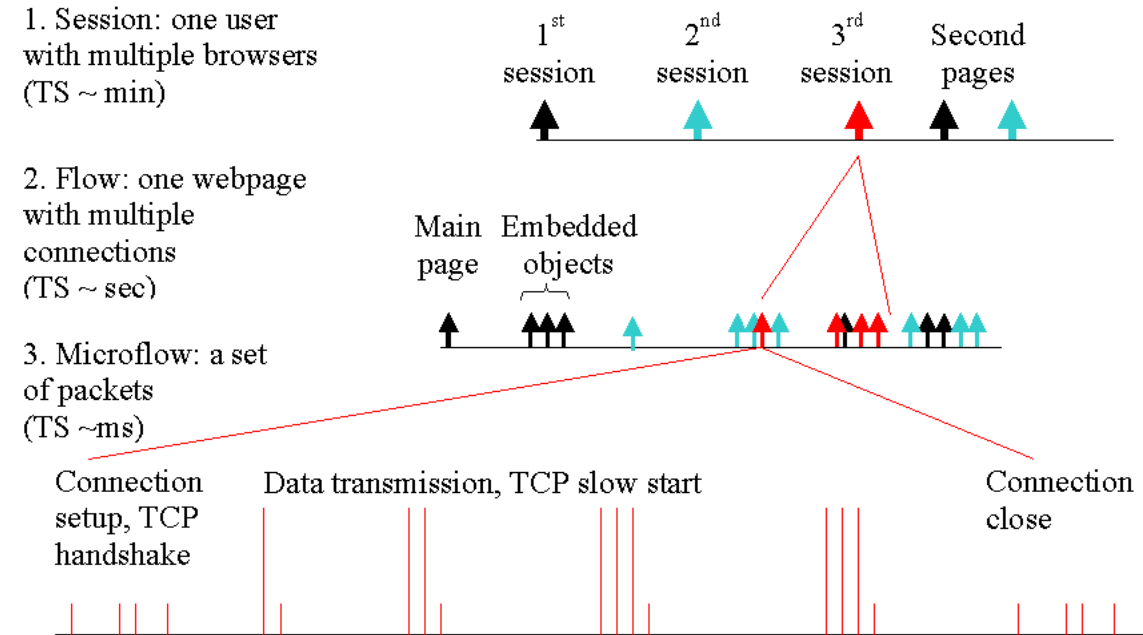 1. Session: one user
with multiple browsers
(TS ~ min)
1st session
2nd session
3rd session
Second pages
2. Flow: one webpage
with multiple
connections
(TS ~ sec)
Main page
Embedded objects
3. Microflow: a set
of packets
(TS ~ms)
Connection
setup, TCP
handshake
Data transmission, TCP slow start
Connection
close